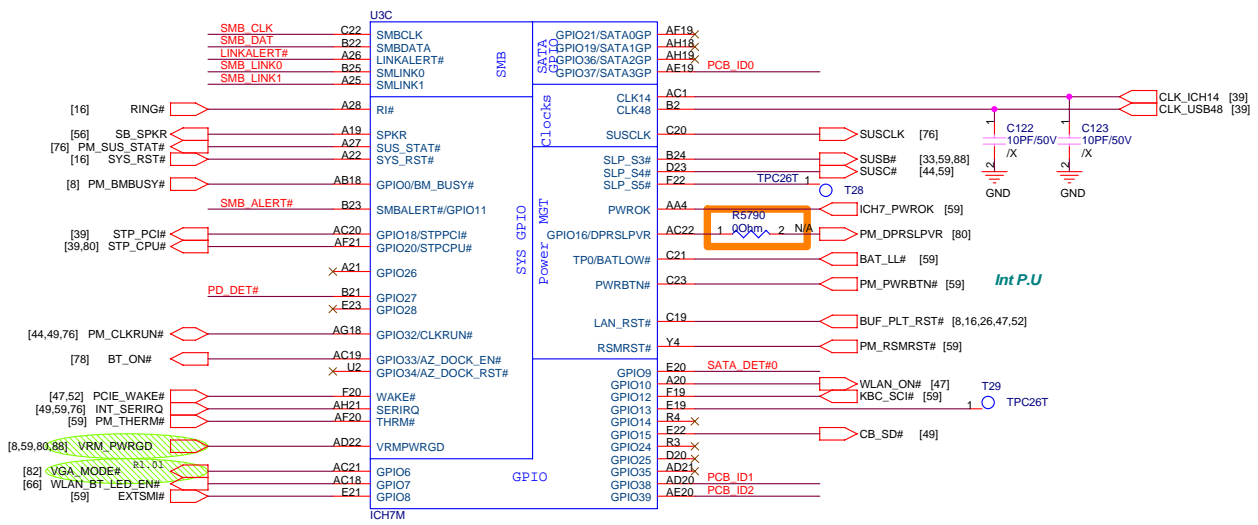 U3C
SMB_CLK C22 SMBCLK
SMB_DAT B22 SMBDATA
LINKALERT# A26 LINKALERT#
SMB_LINK0 B25 SMLINK0
SMB_LINK1 A25 SMLINK1
[16] RING# A28 RI#
[56] SB_SPKR A19 SPKR
[76] PM_SUS_STAT# A27 SUS_STAT#
[16] SYS_RST# A22 SYS_RST#
[8] PM_BMBUSY# AB18 GPIO0/BM_BUSY#
SMB_ALERT# B23 SMBALERT#/GPIO11
[39] STP_PCI# AC20 GPIO18/STPPCI#
[39,80] STP_CPU# AF21 GPIO20/STPCPU#
A21 GPIO26
PD_DET# B21 GPIO27
E23 GPIO28
[44,49,76] PM_CLKRUN# AG18 GPIO32/CLKRUN#
[78] BT_ON# AC19 GPIO33/AZ_DOCK_EN#
U2 GPIO34/AZ_DOCK_RST#
[47,52] PCIE_WAKE# F20 WAKE#
[49,59,76] INT_SERIRQ AH21 SERIRQ
[59] PM_THERM# AF20 THRM#
[8,59,80,88] VRM_PWRGD AD22 VRMPWRGD
R1.01
[82] VGA_MODE# AC21 GPIO6
[66] WLAN_BT_LED_EN# AC18 GPIO7
[59] EXTSMI# E21 GPIO8
ICH7M
SMB
SATA
GPIO
Clocks
SYS GPIO
Power MGT
GPIO
GPIO21/SATA0GP AF19
GPIO19/SATA1GP AH18
GPIO36/SATA2GP AH19
GPIO37/SATA3GP AE19 PCB_ID0
CLK14 AC1 CLK_ICH14 [39]
CLK48 B2 CLK_USB48 [39]
SUSCLK C20 SUSCLK [76]
1 C122 10PF/50V /X 2 GND
1 C123 10PF/50V /X 2 GND
SLP_S3# B24 SUSB# [33,59,88]
SLP_S4# D23 SUSC# [44,59]
SLP_S5# F22 TPC26T 1 T28
PWROK AA4 ICH7_PWROK [59]
R5790
0Ohm N/A
GPIO16/DPRSLPVR AC22 1 2 PM_DPRSLPVR [80]
TP0/BATLOW# C21 BAT_LL# [59]
PWRBTN# C23 PM_PWRBTN# [59]
Int P.U
LAN_RST# C19 BUF_PLT_RST# [8,16,26,47,52]
RSMRST# Y4 PM_RSMRST# [59]
GPIO9 E20 SATA_DET#0
GPIO10 A20 WLAN_ON# [47]
GPIO12 F19 KBC_SCI# [59]
GPIO13 E19 1 T29 TPC26T
GPIO14 R4
GPIO15 E22 CB_SD# [49]
GPIO24 R3
GPIO25 D20
GPIO35 AD21
GPIO38 AD20 PCB_ID1
GPIO39 AE20 PCB_ID2